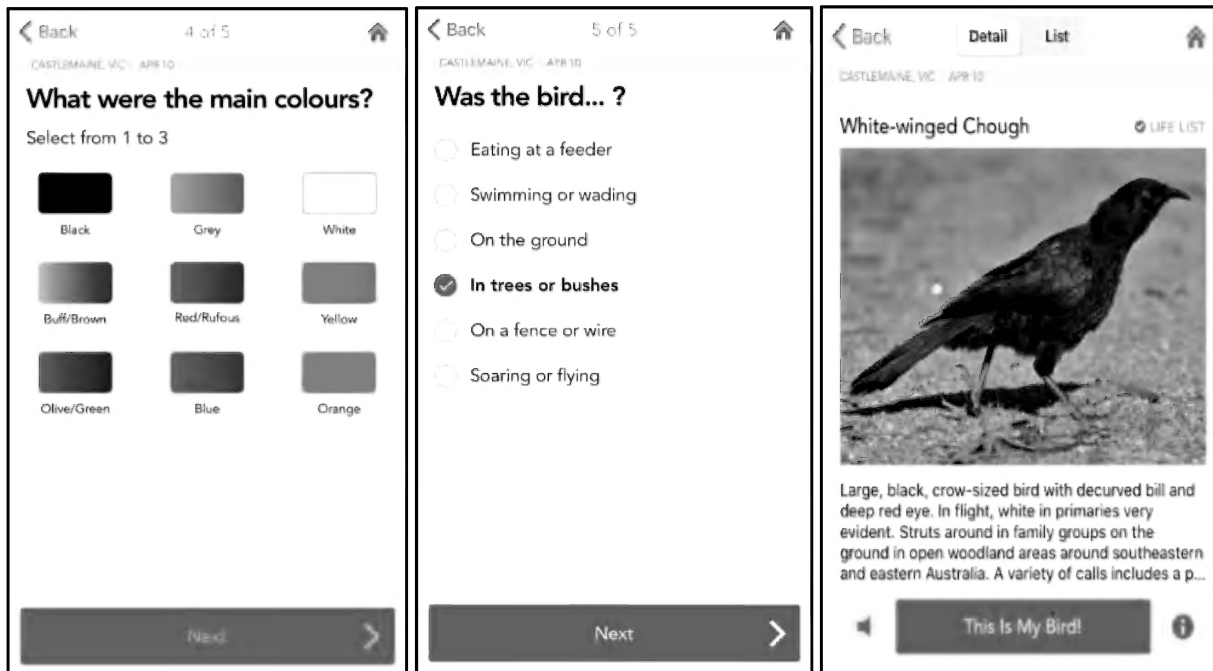 Back 4 of 5
CASTLEMAINE, VIC APR 10
What were the main colours?
Select from 1 to 3
Black Grey White
Buff/Brown Red/Rufous Yellow
Olive/Green Blue Orange
Next
Back 5 of 5
CASTLEMAINE, VIC APR 10
Was the bird... ?
Eating at a feeder
Swimming or wading
On the ground
In trees or bushes
On a fence or wire
Soaring or flying
Next
Back Detail List
CASTLEMAINE, VIC APR 10
White-winged Chough LIFE LIST
Large, black, crow-sized bird with decurved bill and
deep red eye. In flight, white in primaries very
evident. Struts around in family groups on the
ground in open woodland areas around southeastern
and eastern Australia. A variety of calls includes a p...
This Is My Bird!